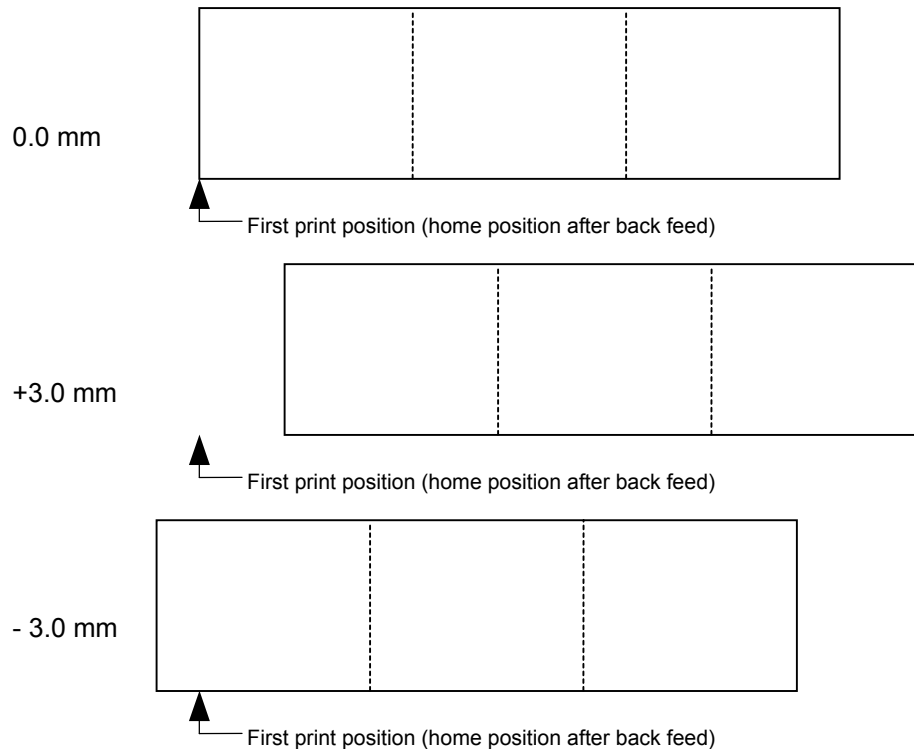 0.0 mm
First print position (home position after back feed)
+3.0 mm
First print position (home position after back feed)
- 3.0 mm
First print position (home position after back feed)